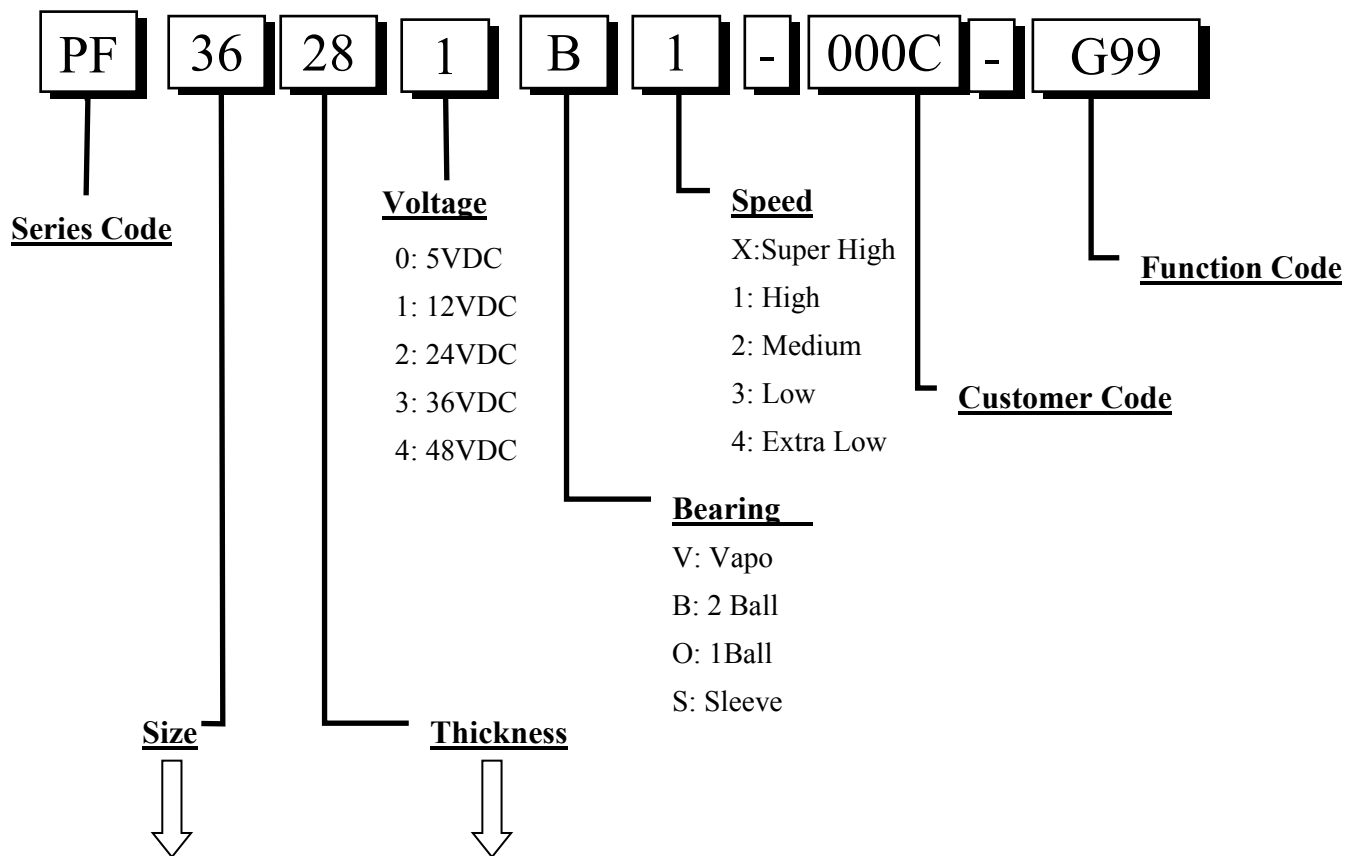 PF 36 28 1 B 1 - 000C - G99
Series Code
Voltage
0: 5VDC
1: 12VDC
2: 24VDC
3: 36VDC
4: 48VDC
Speed
X:Super High
1: High
2: Medium
3: Low
4: Extra Low
Function Code
Customer Code
Bearing
V: Vapo
B: 2 Ball
O: 1Ball
S: Sleeve
Size
Thickness